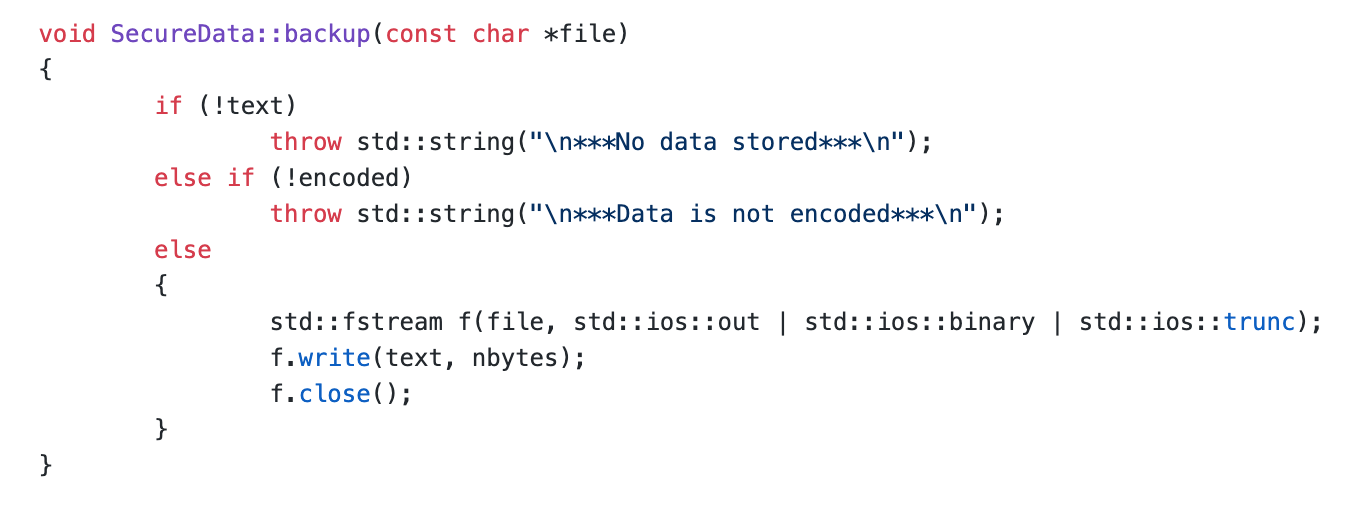 void SecureData::backup(const char *file)
{
        if (!text)
                throw std::string("\n***No data stored***\n");
        else if (!encoded)
                throw std::string("\n***Data is not encoded***\n");
        else
        {
                std::fstream f(file, std::ios::out | std::ios::binary | std::ios::trunc);
                f.write(text, nbytes);
                f.close();
        }
}